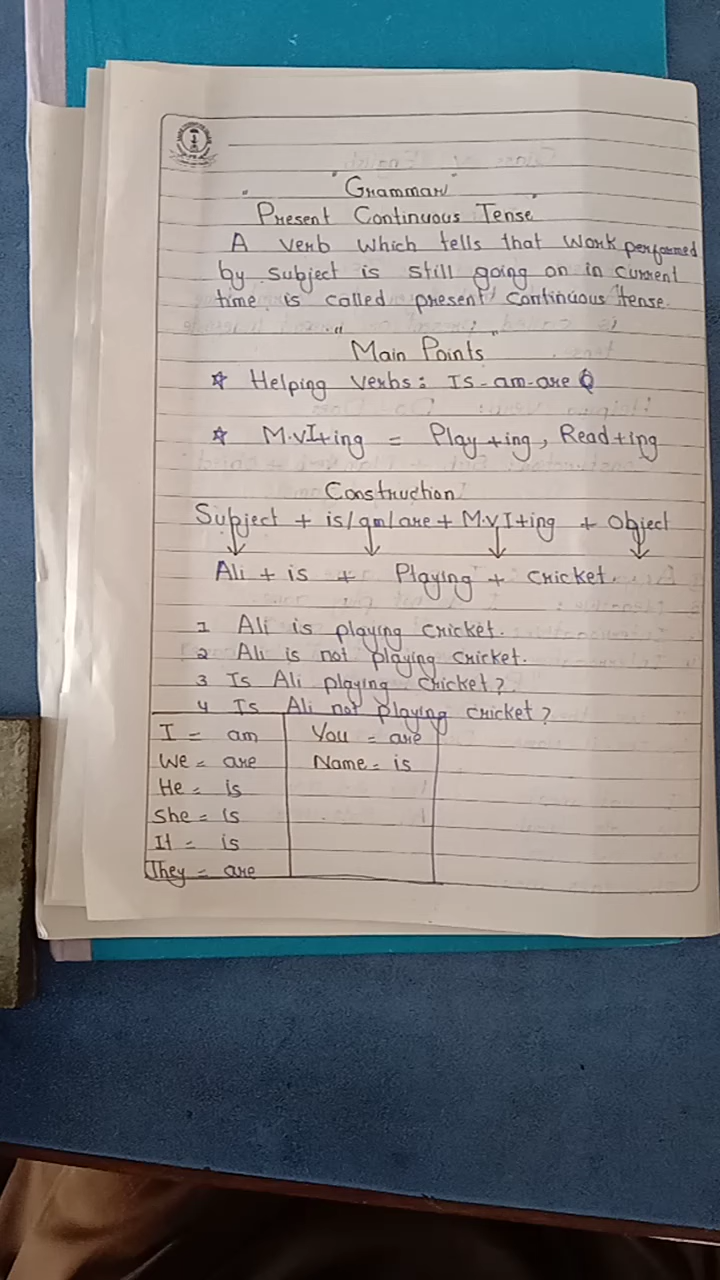 "Grammar"
"Present Continuous Tense"
A verb which tells that work performed
by subject is still going on in current
time is called present continuous tense.
"Main Points"
☆ Helping verbs: Is-am-are
☆ M.vI+ing = Play+ing, Read+ing
Construction
Subject + is/am/are + M.vI+ing + Object
↓ ↓ ↓ ↓
Ali + is + Playing + cricket.
1 Ali is playing cricket.
2 Ali is not playing cricket.
3 Is Ali playing cricket?
4 Is Ali not playing cricket?
I = am You = are
We = are Name = is
He = is
She = is
It = is
They = are